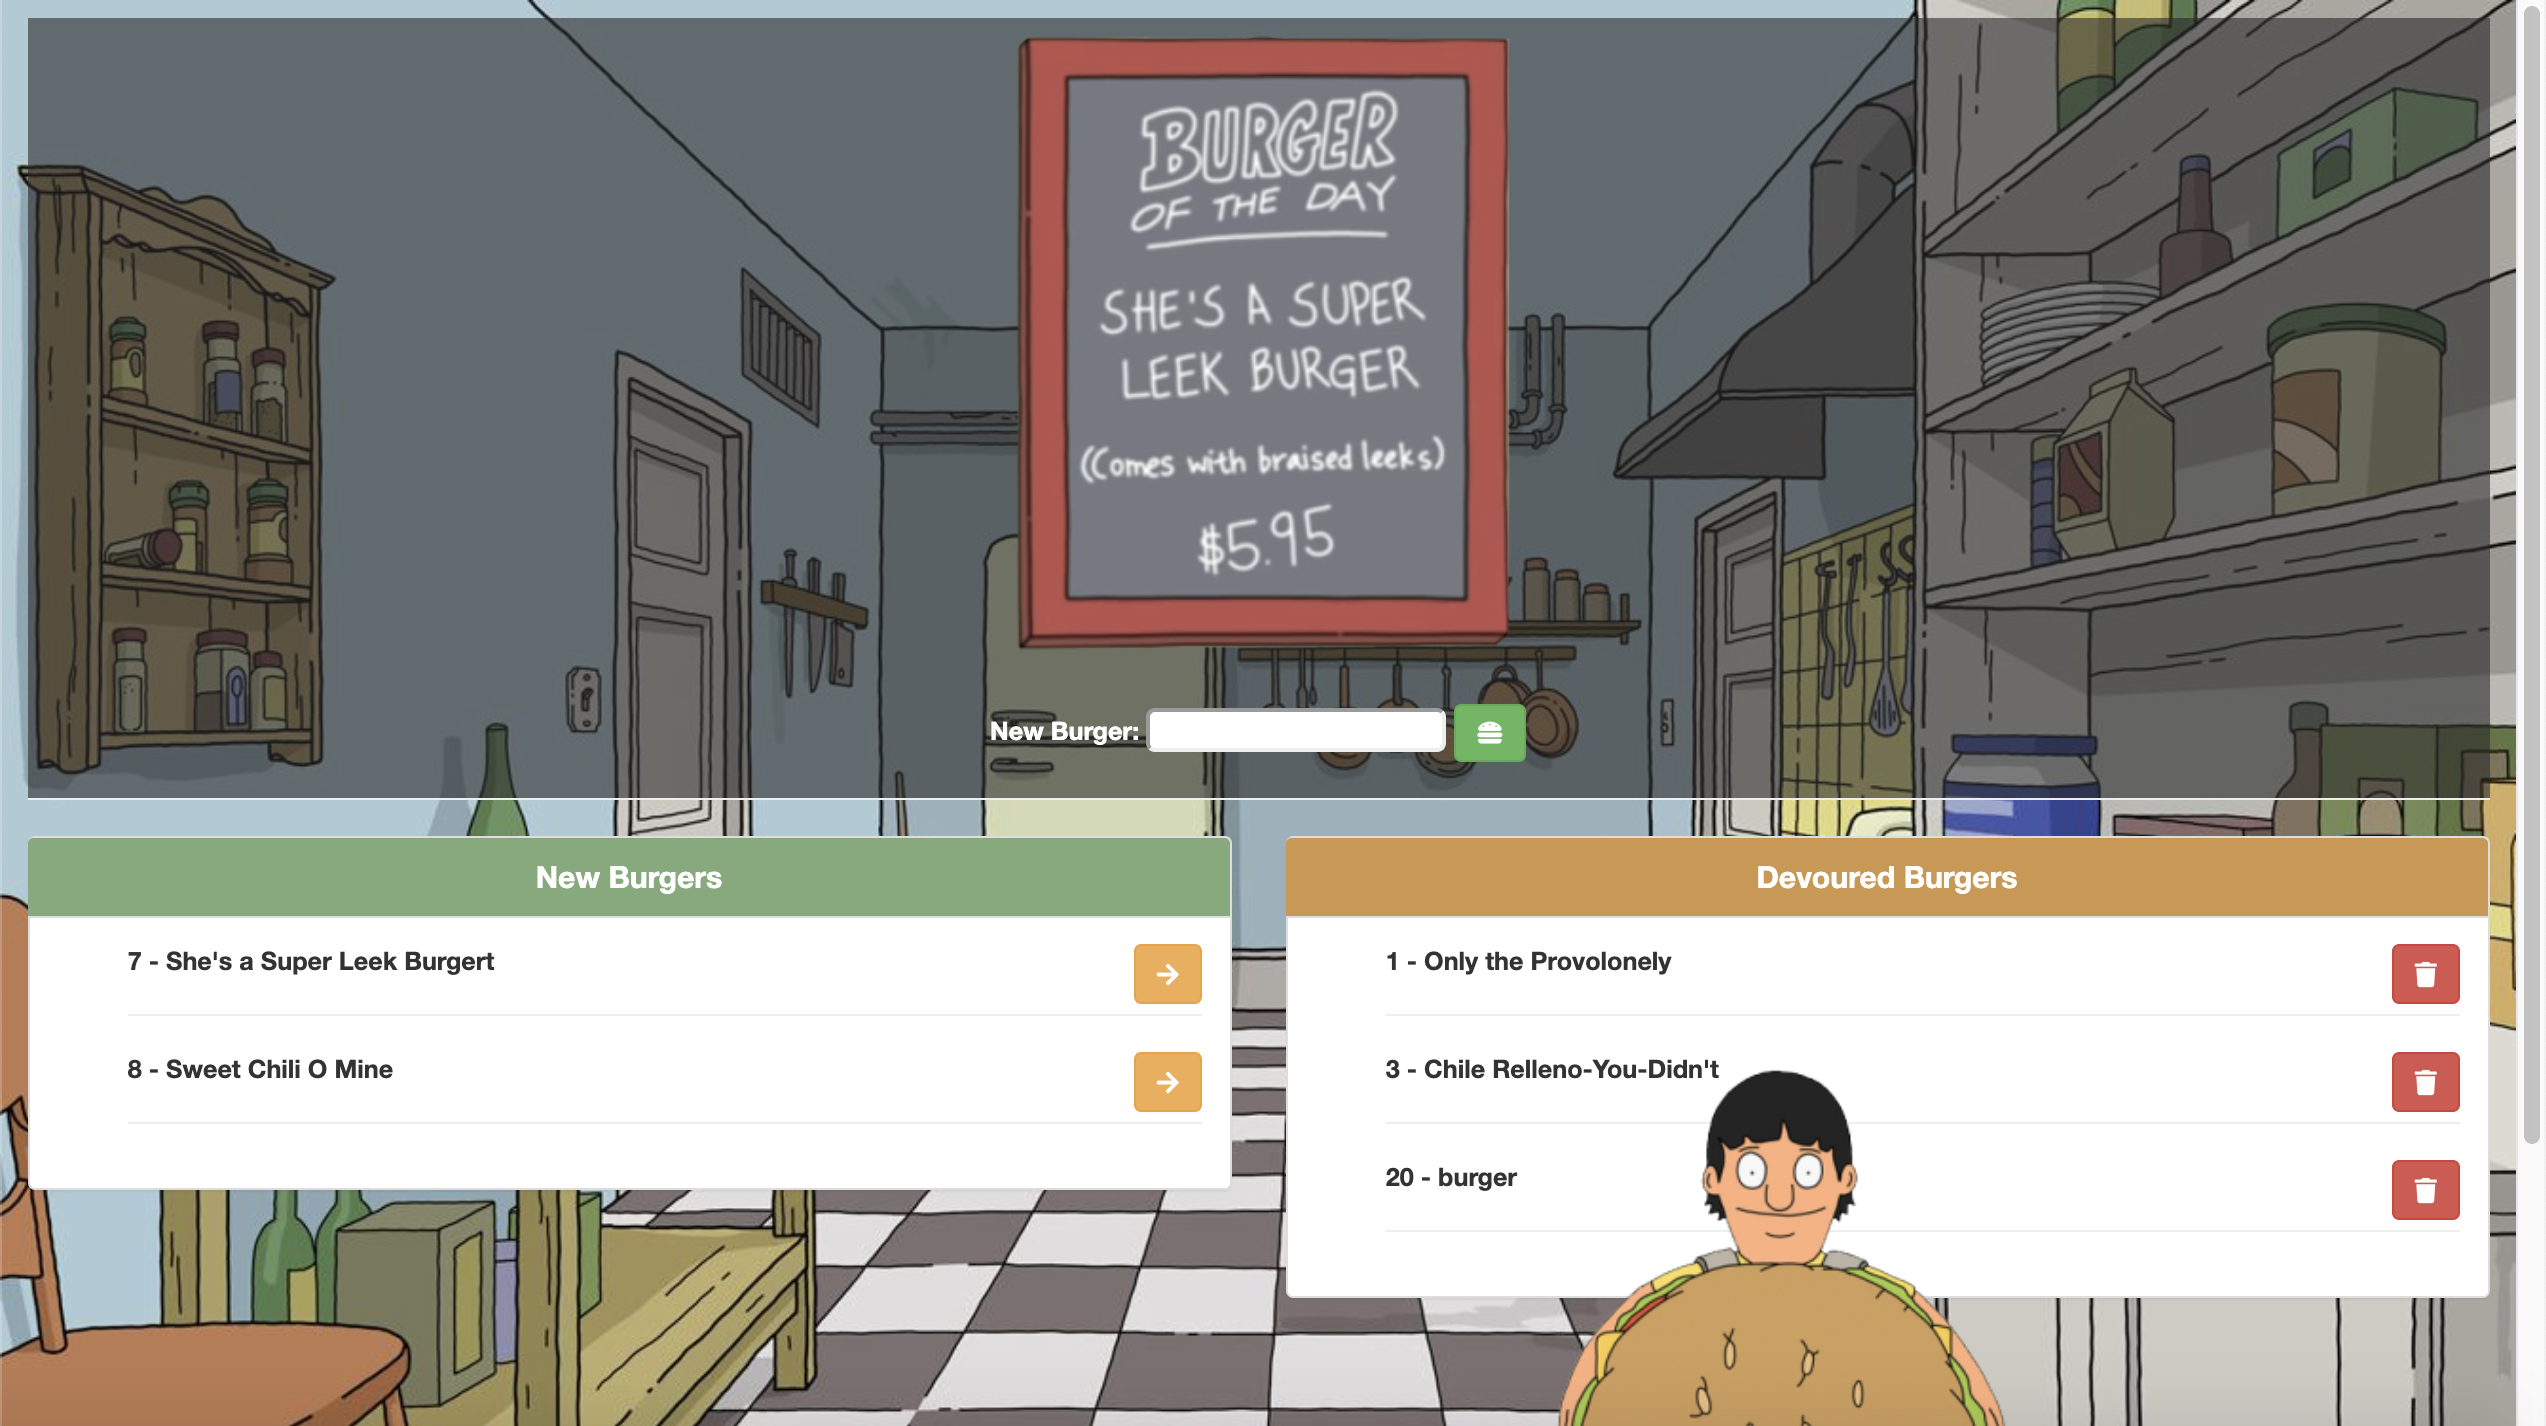 BURGER
OF THE DAY
SHE'S A SUPER
LEEK BURGER
(Comes with braised leeks)
$5.95
New Burger:
New Burgers
7 - She's a Super Leek Burgert
8 - Sweet Chili O Mine
Devoured Burgers
1 - Only the Provolonely
3 - Chile Relleno-You-Didn't
20 - burger